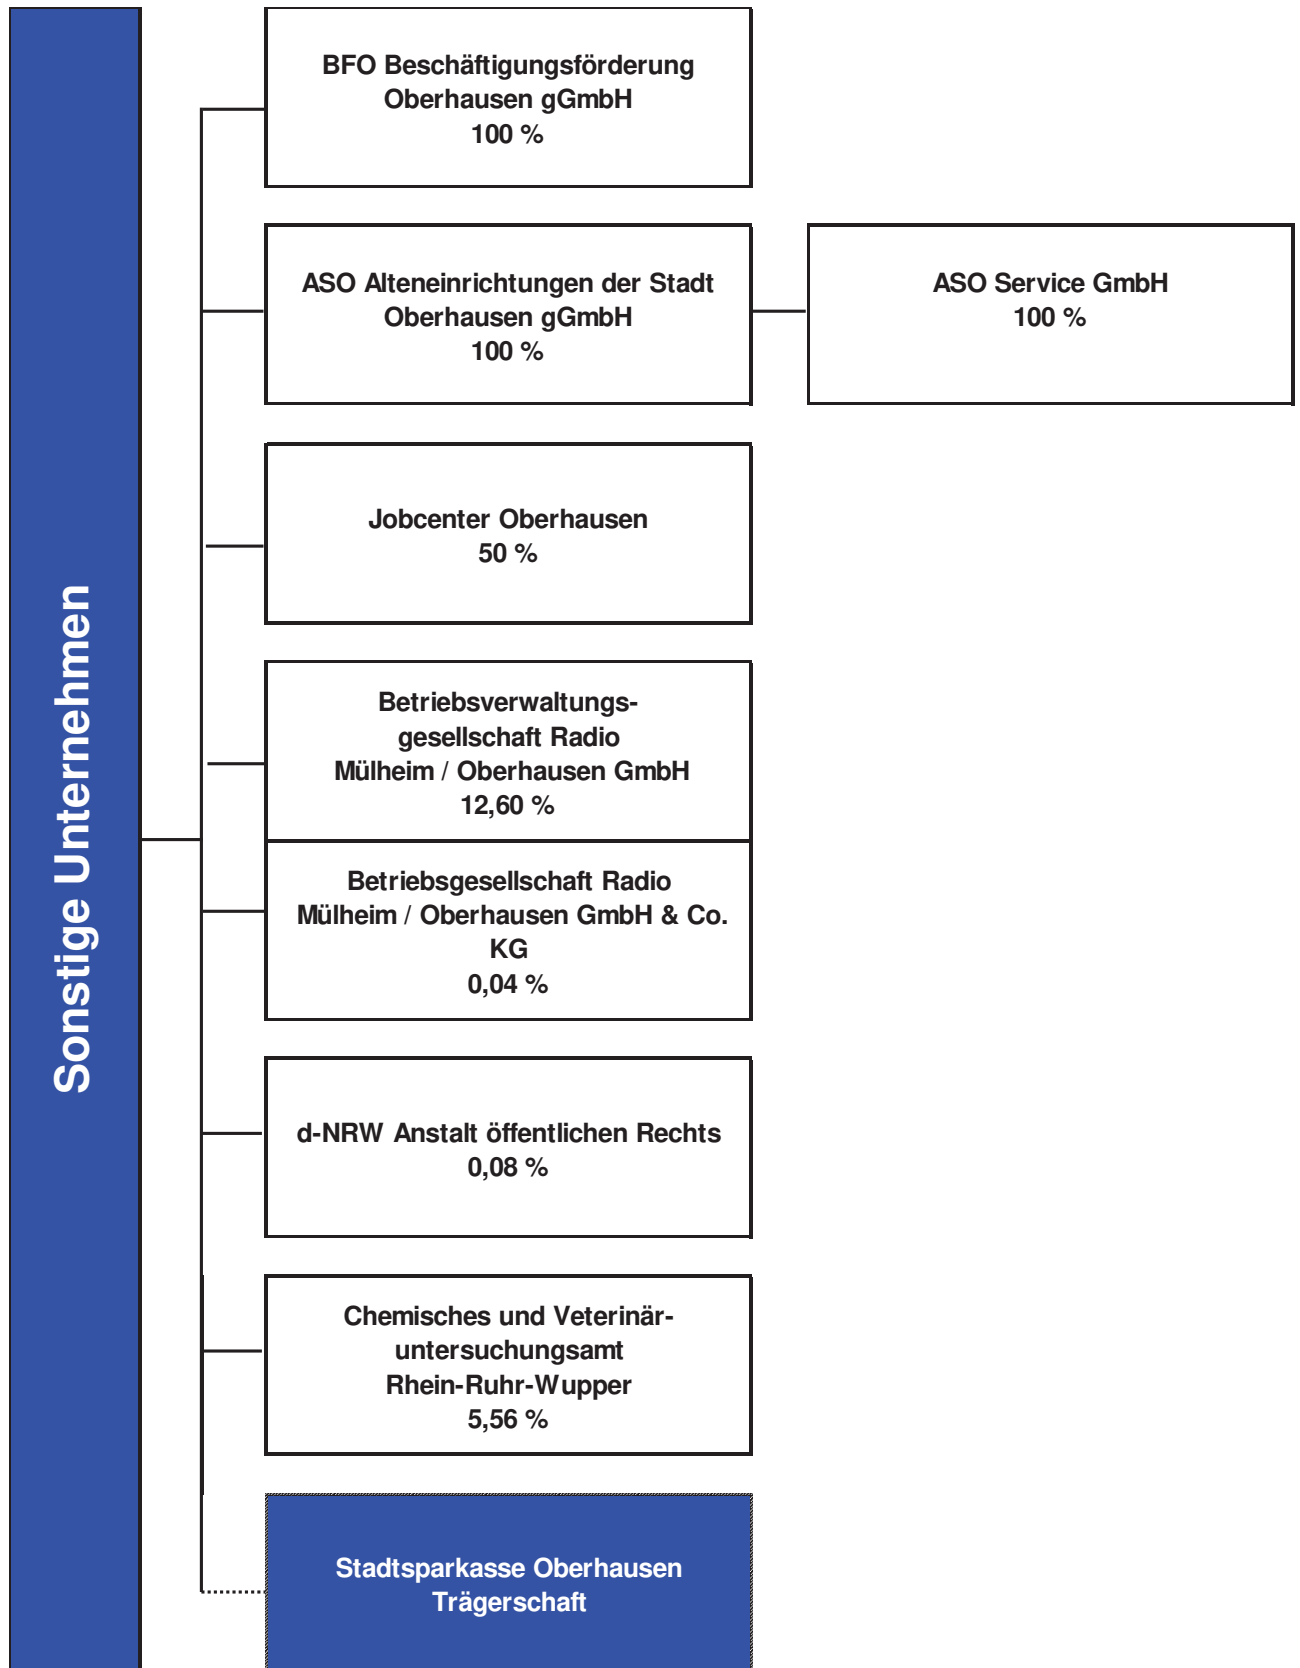 Sonstige Unternehmen
BFO Beschäftigungsförderung
Oberhausen gGmbH
100 %
ASO Alteneinrichtungen der Stadt
Oberhausen gGmbH
100 %
ASO Service GmbH
100 %
Jobcenter Oberhausen
50 %
Betriebsverwaltungs-
gesellschaft Radio
Mülheim / Oberhausen GmbH
12,60 %
Betriebsgesellschaft Radio
Mülheim / Oberhausen GmbH & Co.
KG
0,04 %
d-NRW Anstalt öffentlichen Rechts
0,08 %
Chemisches und Veterinär-
untersuchungsamt
Rhein-Ruhr-Wupper
5,56 %
Stadtsparkasse Oberhausen
Trägerschaft